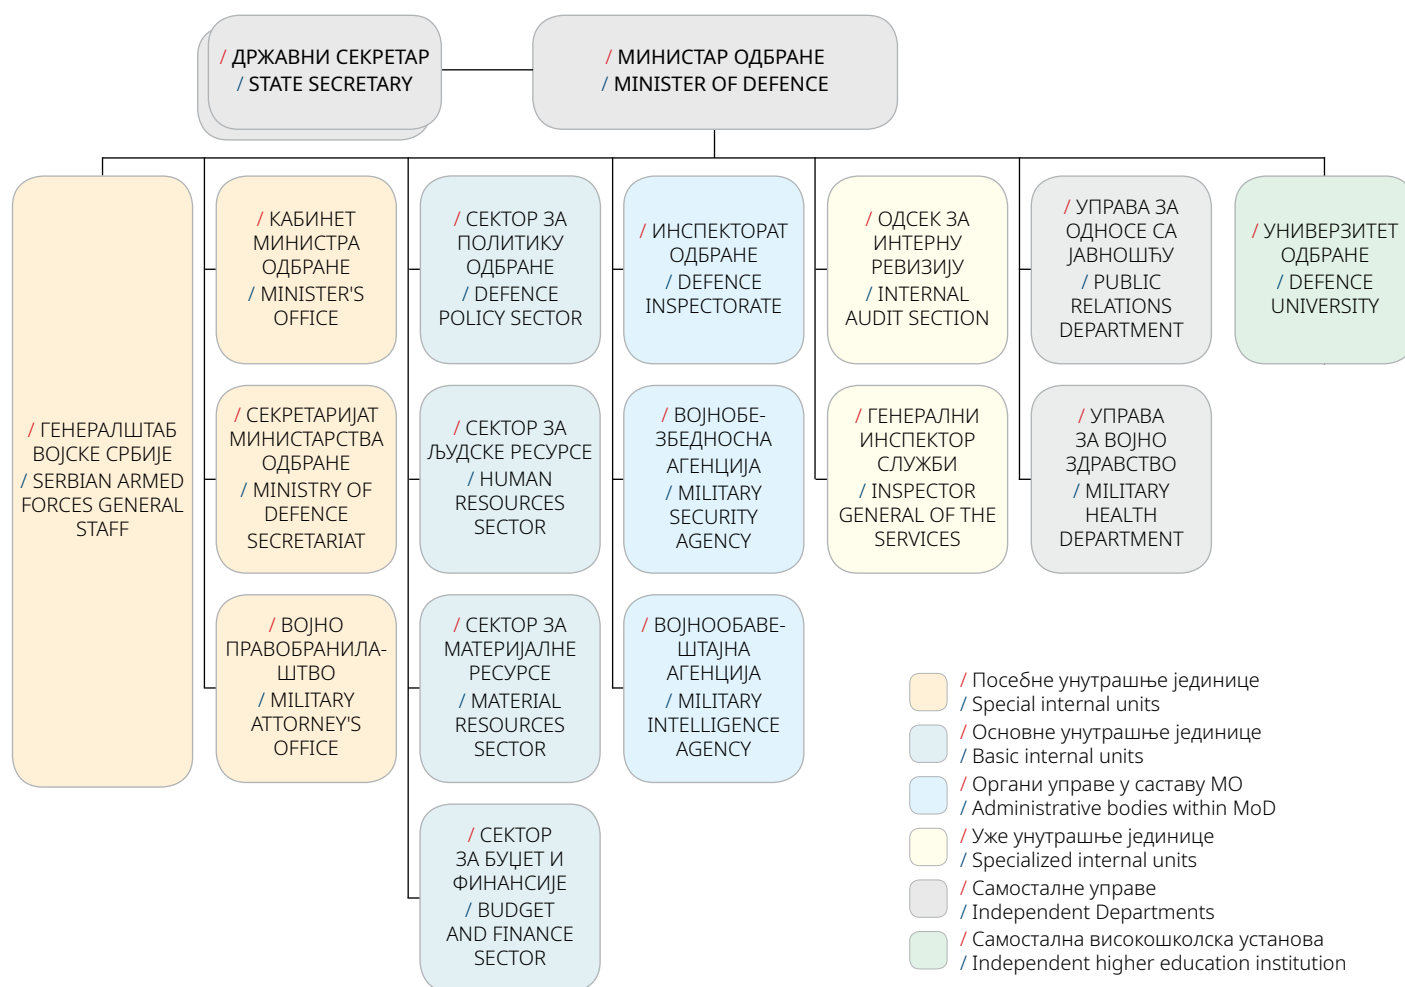 / ДРЖАВНИ СЕКРЕТАР
/ STATE SECRETARY
/ МИНИСТАР ОДБРАНЕ
/ MINISTER OF DEFENCE
/ ГЕНЕРАЛШТАБ
ВОЈСКЕ СРБИЈЕ
/ SERBIAN ARMED
FORCES GENERAL
STAFF
/ КАБИНЕТ
МИНИСТРА
ОДБРАНЕ
/ MINISTER'S
OFFICE
/ СЕКРЕТАРИЈАТ
МИНИСТАРСТВА
ОДБРАНЕ
/ MINISTRY OF
DEFENCE
SECRETARIAT
/ ВОЈНО
ПРАВОБРАНИЛА-
ШТВО
/ MILITARY
ATTORNEY'S
OFFICE
/ СЕКТОР ЗА
ПОЛИТИКУ
ОДБРАНЕ
/ DEFENCE
POLICY SECTOR
/ СЕКТОР ЗА
ЉУДСКЕ РЕСУРСЕ
/ HUMAN
RESOURCES
SECTOR
/ СЕКТОР ЗА
МАТЕРИЈАЛНЕ
РЕСУРСЕ
/ MATERIAL
RESOURCES
SECTOR
/ СЕКТОР
ЗА БУЏЕТ И
ФИНАНСИЈЕ
/ BUDGET
AND FINANCE
SECTOR
/ ИНСПЕКТОРАТ
ОДБРАНЕ
/ DEFENCE
INSPECTORATE
/ ВОЈНОБЕ-
ЗБЕДНОСНА
АГЕНЦИЈА
/ MILITARY
SECURITY
AGENCY
/ ВОЈНООБАВЕ-
ШТАЈНА
АГЕНЦИЈА
/ MILITARY
INTELLIGENCE
AGENCY
/ ОДСЕК ЗА
ИНТЕРНУ
РЕВИЗИЈУ
/ INTERNAL
AUDIT SECTION
/ ГЕНЕРАЛНИ
ИНСПЕКТОР
СЛУЖБИ
/ INSPECTOR
GENERAL OF THE
SERVICES
/ УПРАВА ЗА
ОДНОСЕ СА
ЈАВНОШЋУ
/ PUBLIC
RELATIONS
DEPARTMENT
/ УПРАВА
ЗА ВОЈНО
ЗДРАВСТВО
/ MILITARY
HEALTH
DEPARTMENT
/ УНИВЕРЗИТЕТ
ОДБРАНЕ
/ DEFENCE
UNIVERSITY
/ Посебне унутрашње јединице
/ Special internal units
/ Основне унутрашње јединице
/ Basic internal units
/ Органи управе у саставу МО
/ Administrative bodies within MoD
/ Уже унутрашње јединице
/ Specialized internal units
/ Самосталне управе
/ Independent Departments
/ Самостална високошколска установа
/ Independent higher education institution